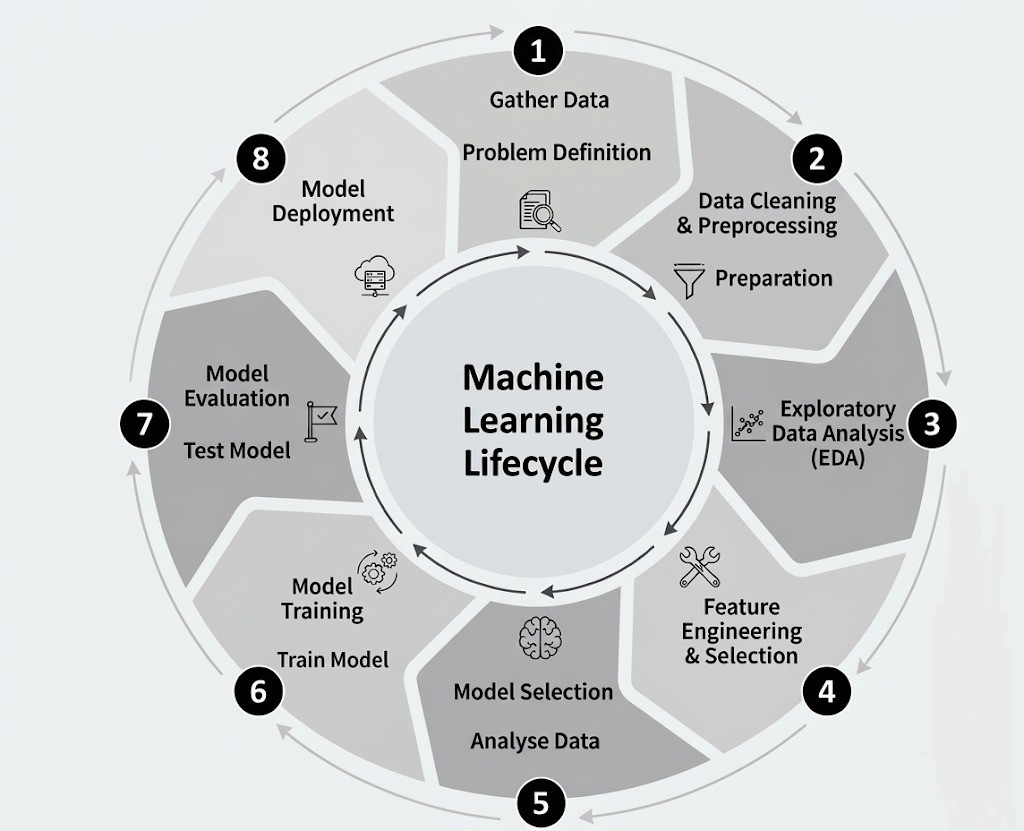 1
Gather Data
Problem Definition
2
Data Cleaning
& Preprocessing
Preparation
3
Exploratory
Data Analysis
(EDA)
4
Feature
Engineering
& Selection
5
Model Selection
Analyse Data
6
Model
Training
Train Model
7
Model
Evaluation
Test Model
8
Model
Deployment
Machine
Learning
Lifecycle